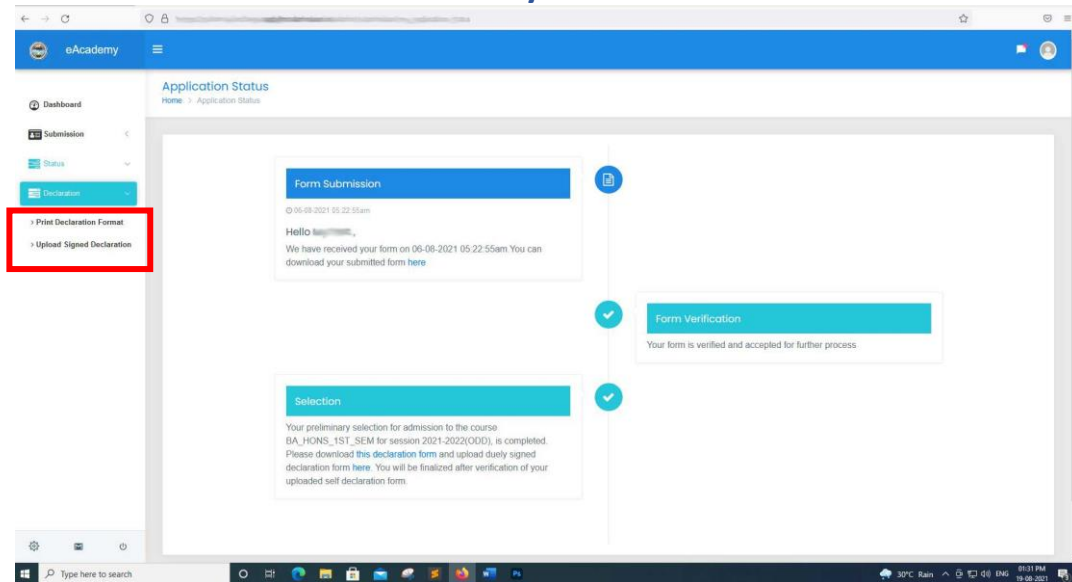 eAcademy
Application Status
Home > Application Status
Dashboard
Submission
Status
Declaration
> Print Declaration Format
> Upload Signed Declaration
Form Submission
06-08-2021 05:22:55am
Hello
We have received your form on 06-08-2021 05:22:55am.You can
download your submitted form here
Form Verification
Your form is verified and accepted for further process
Selection
Your preliminary selection for admission to the course
BA_HONS_1ST_SEM for session 2021-2022(ODD), is completed.
Please download this declaration form and upload duely signed
declaration form here. You will be finalized after verification of your
uploaded self declaration form.
Type here to search
30°C Rain
ENG
01:31 PM
19-08-2021